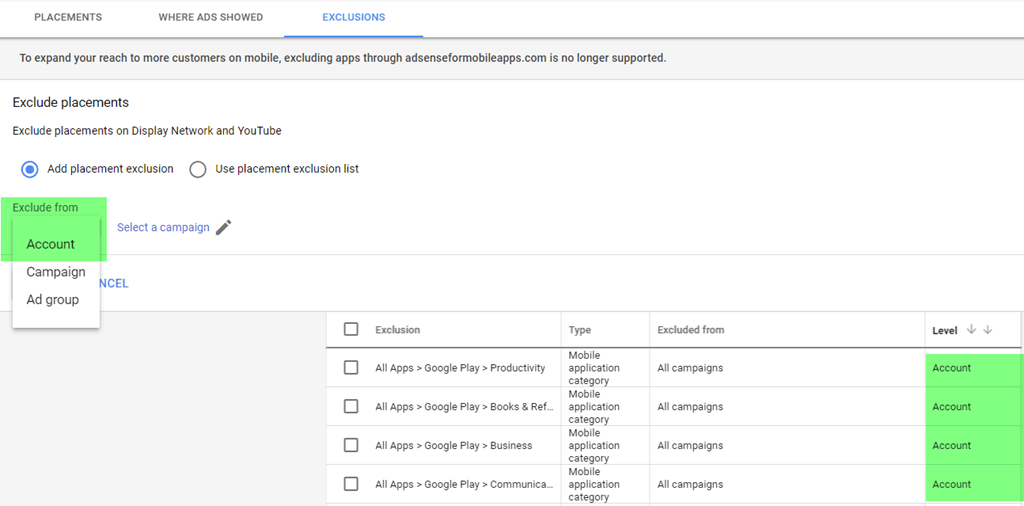 PLACEMENTS WHERE ADS SHOWED EXCLUSIONS
To expand your reach to more customers on mobile, excluding apps through adsenseformobileapps.com is no longer supported.
Exclude placements
Exclude placements on Display Network and YouTube
Add placement exclusion Use placement exclusion list
Exclude from
Select a campaign
Account
Campaign
NCEL
Ad group
Exclusion Type Excluded from Level
All Apps > Google Play > Productivity Mobile application category All campaigns Account
All Apps > Google Play > Books & Ref... Mobile application category All campaigns Account
All Apps > Google Play > Business Mobile application category All campaigns Account
All Apps > Google Play > Communica... Mobile application category All campaigns Account